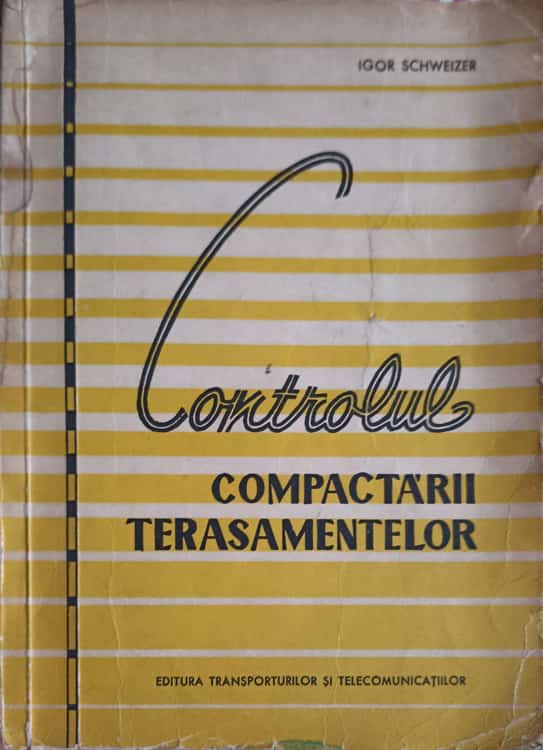 IGOR SCHWEIZER
Controlul
COMPACTĂRII
TERASAMENTELOR
EDITURA TRANSPORTURILOR ȘI TELECOMUNICAȚIILOR